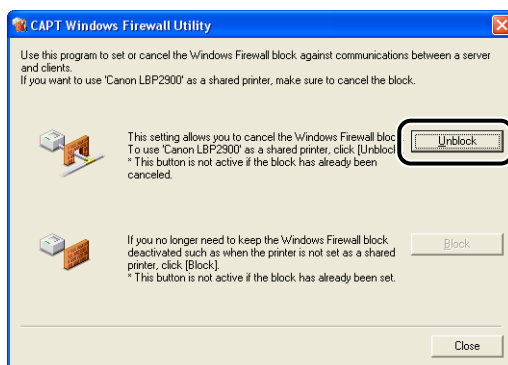 CAPT Windows Firewall Utility
Use this program to set or cancel the Windows Firewall block against communications between a server
and clients.
If you want to use 'Canon LBP2900' as a shared printer, make sure to cancel the block.
This setting allows you to cancel the Windows Firewall bloc
To use 'Canon LBP2900' as a shared printer, click [Unblock
* This button is not active if the block has already been
canceled.
Unblock
If you no longer need to keep the Windows Firewall block
deactivated such as when the printer is not set as a shared
printer, click [Block].
* This button is not active if the block has already been set.
Block
Close